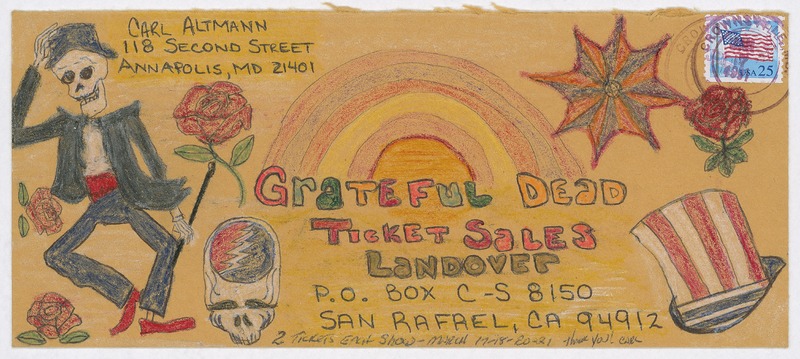 CARL ALTMANN
118 SECOND STREET
ANNAPOLIS, MD 21401
USA 25
GRATEFUL DEAD
TICKET SALES
LANDOVER
P.O. BOX C-S 8150
SAN RAFAEL, CA 94912
2 TICKETS EACH SHOW - MARCH 17-18-20-21 THANK YOU! CARL